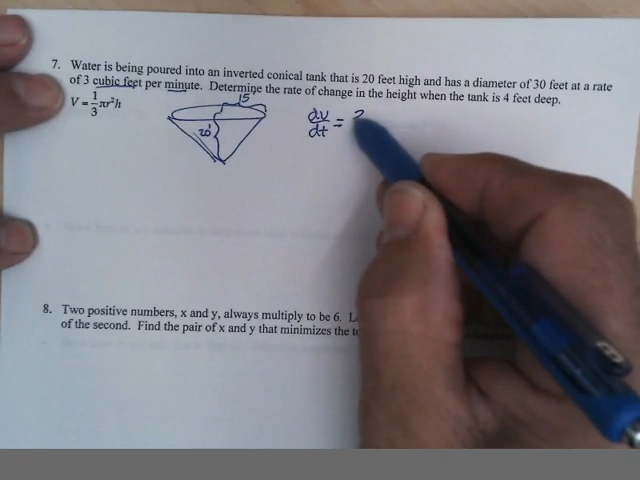 7. Water is being poured into an inverted conical tank that is 20 feet high and has a diameter of 30 feet at a rate
of 3 cubic feet per minute. Determine the rate of change in the height when the tank is 4 feet deep.
V = 1/3 πr²h
15
20'
dv/dt =
8. Two positive numbers, x and y, always multiply to be 6.
of the second. Find the pair of x and y that minimizes the